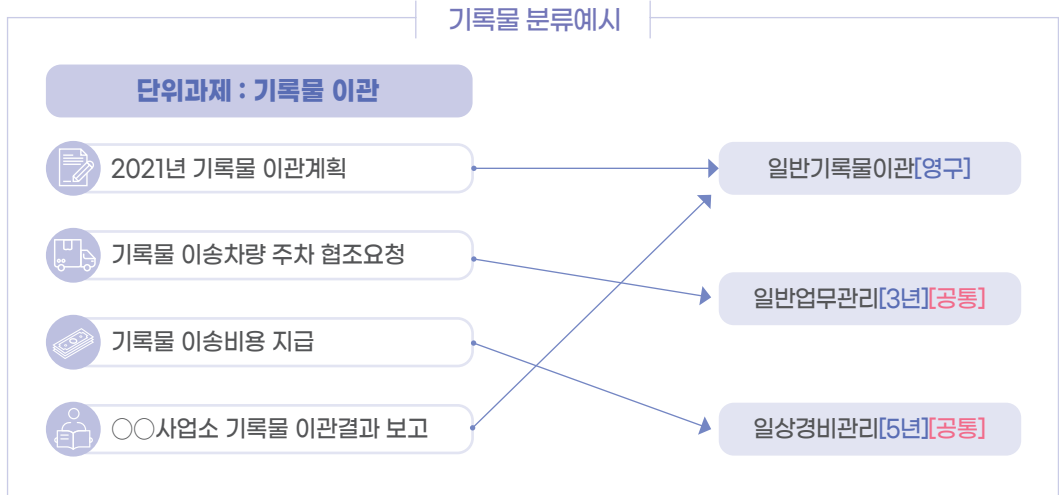 기록물 분류예시
단위과제 : 기록물 이관
2021년 기록물 이관계획
일반기록물이관[영구]
기록물 이송차량 주차 협조요청
일반업무관리[3년][공통]
기록물 이송비용 지급
○○사업소 기록물 이관결과 보고
일상경비관리[5년][공통]